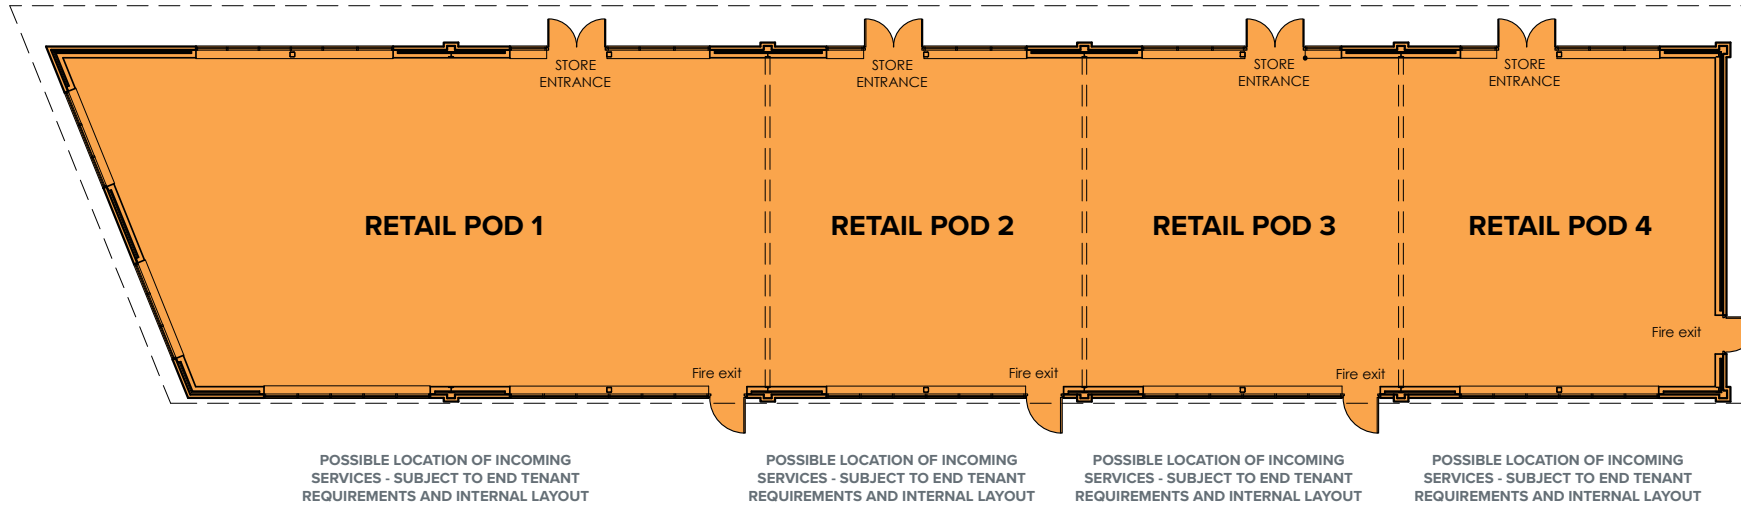 STORE
ENTRANCE
STORE
ENTRANCE
STORE
ENTRANCE
STORE
ENTRANCE
RETAIL POD 1
RETAIL POD 2
RETAIL POD 3
RETAIL POD 4
Fire exit
Fire exit
Fire exit
Fire exit
POSSIBLE LOCATION OF INCOMING
SERVICES - SUBJECT TO END TENANT
REQUIREMENTS AND INTERNAL LAYOUT
POSSIBLE LOCATION OF INCOMING
SERVICES - SUBJECT TO END TENANT
REQUIREMENTS AND INTERNAL LAYOUT
POSSIBLE LOCATION OF INCOMING
SERVICES - SUBJECT TO END TENANT
REQUIREMENTS AND INTERNAL LAYOUT
POSSIBLE LOCATION OF INCOMING
SERVICES - SUBJECT TO END TENANT
REQUIREMENTS AND INTERNAL LAYOUT